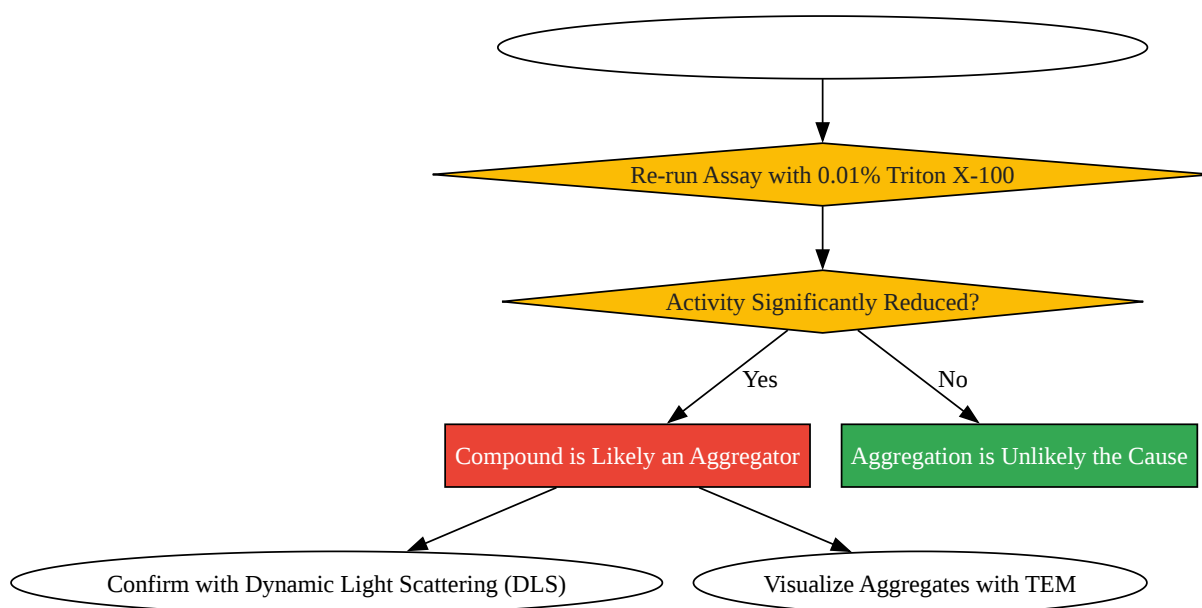 Re-run Assay with 0.01% Triton X-100
Activity Significantly Reduced?
Yes
No
Compound is Likely an Aggregator
Aggregation is Unlikely the Cause
Confirm with Dynamic Light Scattering (DLS)
Visualize Aggregates with TEM